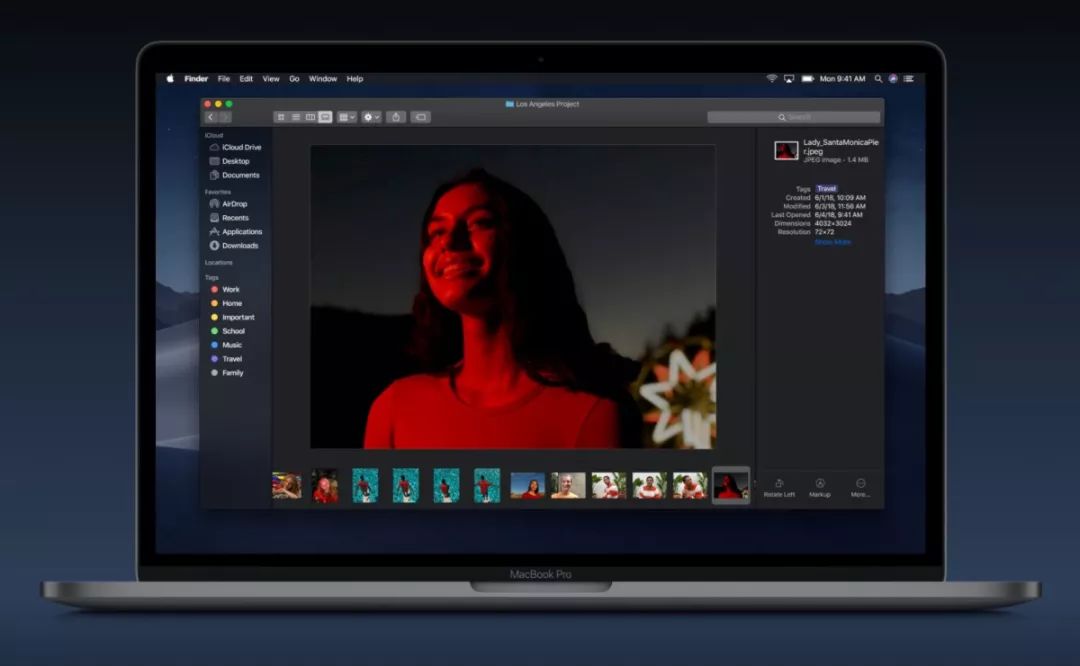 Finder File Edit View Go Window Help Mon 9:41 AM
Los Angeles Project
Search
iCloud
iCloud Drive
Desktop
Documents
Favorites
AirDrop
Recents
Applications
Downloads
Locations
Tags
Work
Home
Important
School
Music
Travel
Family
Lady_SantaMonicaPie
r.jpeg
JPEG image - 1.4 MB
Tags Travel
Created 6/1/18, 10:09 AM
Modified 6/3/18, 11:56 AM
Last Opened 6/4/18, 9:41 AM
Dimensions 4032×3024
Resolution 72×72
Show More
Rotate Left Markup More...
MacBook Pro